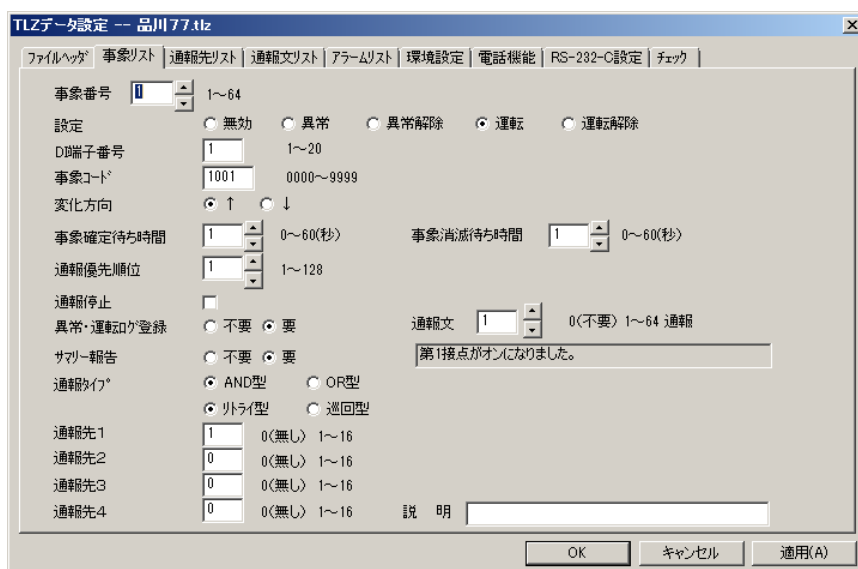 TLZデータ設定 -- 品川77.tlz
ファイルヘッダ 事象リスト 通報先リスト 通報文リスト アラームリスト 環境設定 電話機能 RS-232-C設定 チェック
事象番号 1 1～64
設定 無効 異常 異常解除 運転 運転解除
DI端子番号 1 1～20
事象コード 1001 0000～9999
変化方向 ↑ ↓
事象確定待ち時間 1 0～60(秒) 事象消滅待ち時間 1 0～60(秒)
通報優先順位 1 1～128
通報停止
異常・運転ログ登録 不要 要 通報文 1 0(不要) 1～64 通報
サマリー報告 不要 要 第1接点がオンになりました。
通報タイプ AND型 OR型
リトライ型 巡回型
通報先1 1 0(無し) 1～16
通報先2 0 0(無し) 1～16
通報先3 0 0(無し) 1～16
通報先4 0 0(無し) 1～16 説 明
OK キャンセル 適用(A)